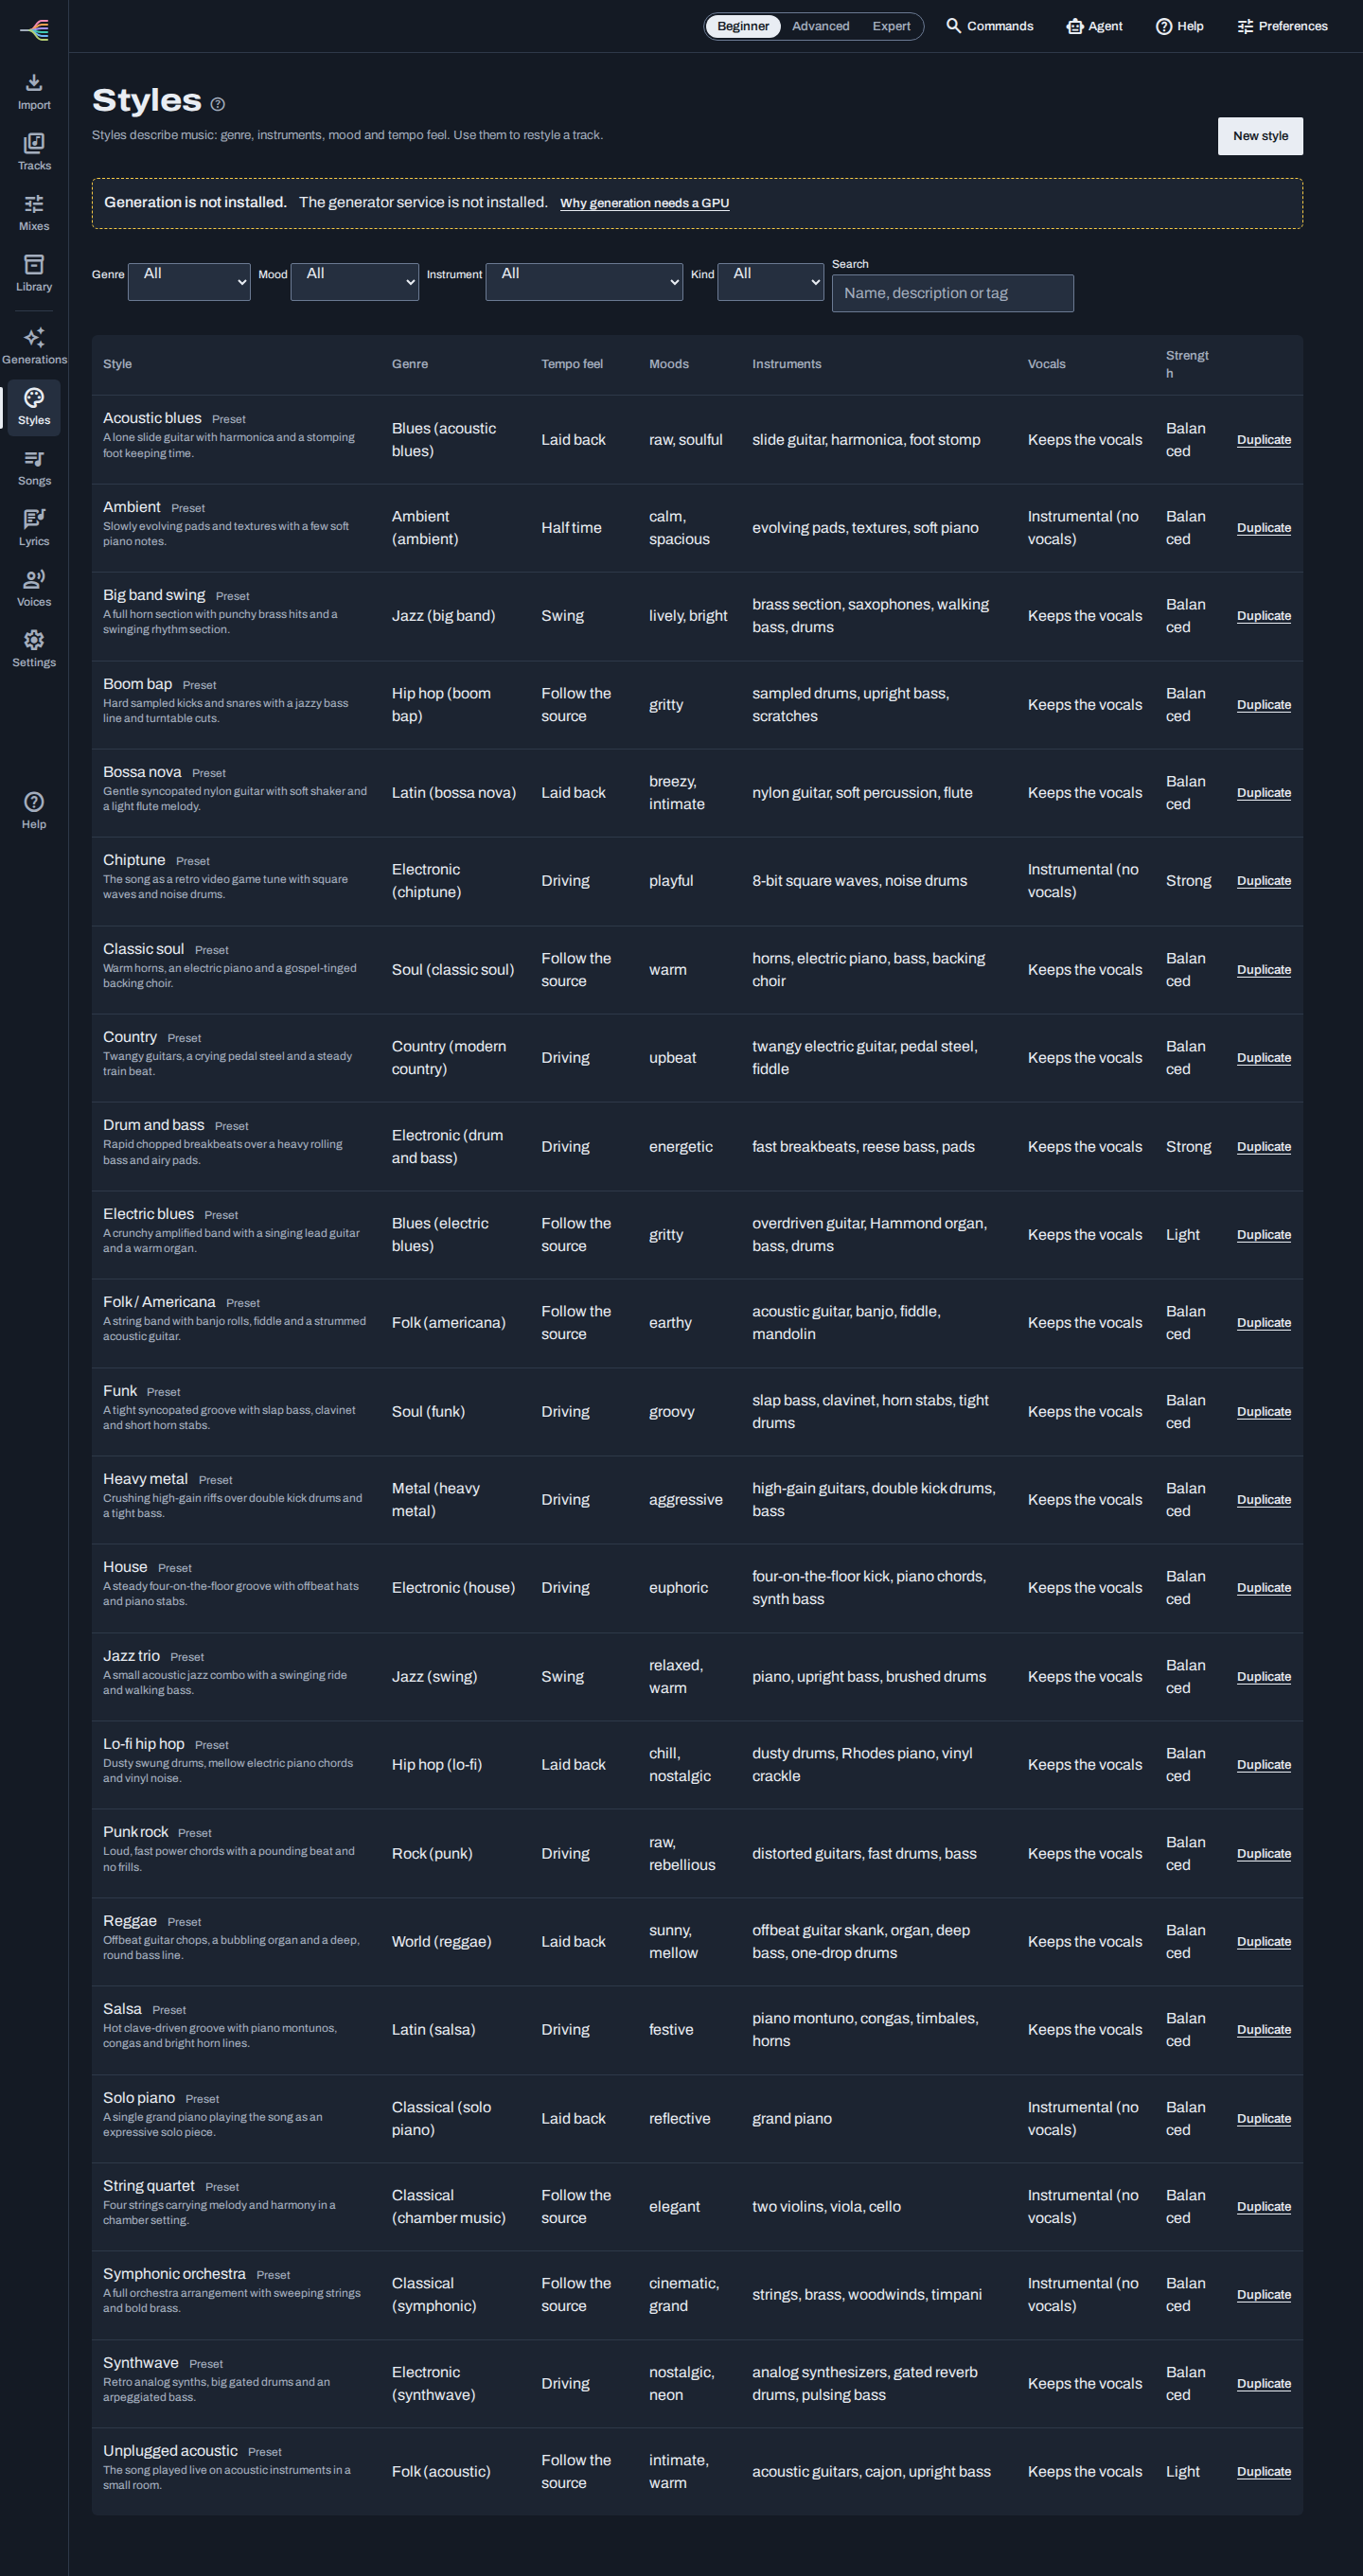 Beginner
Advanced
Expert
Commands
Agent
Help
Preferences
Import
Tracks
Mixes
Library
Generations
Styles
Songs
Lyrics
Voices
Settings
Help
Styles
Styles describe music: genre, instruments, mood and tempo feel. Use them to restyle a track.
New style
Generation is not installed. The generator service is not installed. Why generation needs a GPU
Genre All Mood All Instrument All Kind All
Search
Name, description or tag
Style Genre Tempo feel Moods Instruments Vocals Strengt
h
Acoustic blues Preset
A lone slide guitar with harmonica and a stomping
foot keeping time.
Blues (acoustic
blues)
Laid back
raw, soulful
slide guitar, harmonica, foot stomp
Keeps the vocals
Balan
ced
Duplicate
Ambient Preset
Slowly evolving pads and textures with a few soft
piano notes.
Ambient
(ambient)
Half time
calm,
spacious
evolving pads, textures, soft piano
Instrumental (no
vocals)
Balan
ced
Duplicate
Big band swing Preset
A full horn section with punchy brass hits and a
swinging rhythm section.
Jazz (big band)
Swing
lively, bright
brass section, saxophones, walking
bass, drums
Keeps the vocals
Balan
ced
Duplicate
Boom bap Preset
Hard sampled kicks and snares with a jazzy bass
line and turntable cuts.
Hip hop (boom
bap)
Follow the
source
gritty
sampled drums, upright bass,
scratches
Keeps the vocals
Balan
ced
Duplicate
Bossa nova Preset
Gentle syncopated nylon guitar with soft shaker and
a light flute melody.
Latin (bossa nova)
Laid back
breezy,
intimate
nylon guitar, soft percussion, flute
Keeps the vocals
Balan
ced
Duplicate
Chiptune Preset
The song as a retro video game tune with square
waves and noise drums.
Electronic
(chiptune)
Driving
playful
8-bit square waves, noise drums
Instrumental (no
vocals)
Strong
Duplicate
Classic soul Preset
Warm horns, an electric piano and a gospel-tinged
backing choir.
Soul (classic soul)
Follow the
source
warm
horns, electric piano, bass, backing
choir
Keeps the vocals
Balan
ced
Duplicate
Country Preset
Twangy guitars, a crying pedal steel and a steady
train beat.
Country (modern
country)
Driving
upbeat
twangy electric guitar, pedal steel,
fiddle
Keeps the vocals
Balan
ced
Duplicate
Drum and bass Preset
Rapid chopped breakbeats over a heavy rolling
bass and airy pads.
Electronic (drum
and bass)
Driving
energetic
fast breakbeats, reese bass, pads
Keeps the vocals
Strong
Duplicate
Electric blues Preset
A crunchy amplified band with a singing lead guitar
and a warm organ.
Blues (electric
blues)
Follow the
source
gritty
overdriven guitar, Hammond organ,
bass, drums
Keeps the vocals
Light
Duplicate
Folk / Americana Preset
A string band with banjo rolls, fiddle and a strummed
acoustic guitar.
Folk (americana)
Follow the
source
earthy
acoustic guitar, banjo, fiddle,
mandolin
Keeps the vocals
Balan
ced
Duplicate
Funk Preset
A tight syncopated groove with slap bass, clavinet
and short horn stabs.
Soul (funk)
Driving
groovy
slap bass, clavinet, horn stabs, tight
drums
Keeps the vocals
Balan
ced
Duplicate
Heavy metal Preset
Crushing high-gain riffs over double kick drums and
a tight bass.
Metal (heavy
metal)
Driving
aggressive
high-gain guitars, double kick drums,
bass
Keeps the vocals
Balan
ced
Duplicate
House Preset
A steady four-on-the-floor groove with offbeat hats
and piano stabs.
Electronic (house)
Driving
euphoric
four-on-the-floor kick, piano chords,
synth bass
Keeps the vocals
Balan
ced
Duplicate
Jazz trio Preset
A small acoustic jazz combo with a swinging ride
and walking bass.
Jazz (swing)
Swing
relaxed,
warm
piano, upright bass, brushed drums
Keeps the vocals
Balan
ced
Duplicate
Lo-fi hip hop Preset
Dusty swung drums, mellow electric piano chords
and vinyl noise.
Hip hop (lo-fi)
Laid back
chill,
nostalgic
dusty drums, Rhodes piano, vinyl
crackle
Keeps the vocals
Balan
ced
Duplicate
Punk rock Preset
Loud, fast power chords with a pounding beat and
no frills.
Rock (punk)
Driving
raw,
rebellious
distorted guitars, fast drums, bass
Keeps the vocals
Balan
ced
Duplicate
Reggae Preset
Offbeat guitar chops, a bubbling organ and a deep,
round bass line.
World (reggae)
Laid back
sunny,
mellow
offbeat guitar skank, organ, deep
bass, one-drop drums
Keeps the vocals
Balan
ced
Duplicate
Salsa Preset
Hot clave-driven groove with piano montunos,
congas and bright horn lines.
Latin (salsa)
Driving
festive
piano montuno, congas, timbales,
horns
Keeps the vocals
Balan
ced
Duplicate
Solo piano Preset
A single grand piano playing the song as an
expressive solo piece.
Classical (solo
piano)
Laid back
reflective
grand piano
Instrumental (no
vocals)
Balan
ced
Duplicate
String quartet Preset
Four strings carrying melody and harmony in a
chamber setting.
Classical
(chamber music)
Follow the
source
elegant
two violins, viola, cello
Instrumental (no
vocals)
Balan
ced
Duplicate
Symphonic orchestra Preset
A full orchestra arrangement with sweeping strings
and bold brass.
Classical
(symphonic)
Follow the
source
cinematic,
grand
strings, brass, woodwinds, timpani
Instrumental (no
vocals)
Balan
ced
Duplicate
Synthwave Preset
Retro analog synths, big gated drums and an
arpeggiated bass.
Electronic
(synthwave)
Driving
nostalgic,
neon
analog synthesizers, gated reverb
drums, pulsing bass
Keeps the vocals
Balan
ced
Duplicate
Unplugged acoustic Preset
The song played live on acoustic instruments in a
small room.
Folk (acoustic)
Follow the
source
intimate,
warm
acoustic guitars, cajon, upright bass
Keeps the vocals
Light
Duplicate